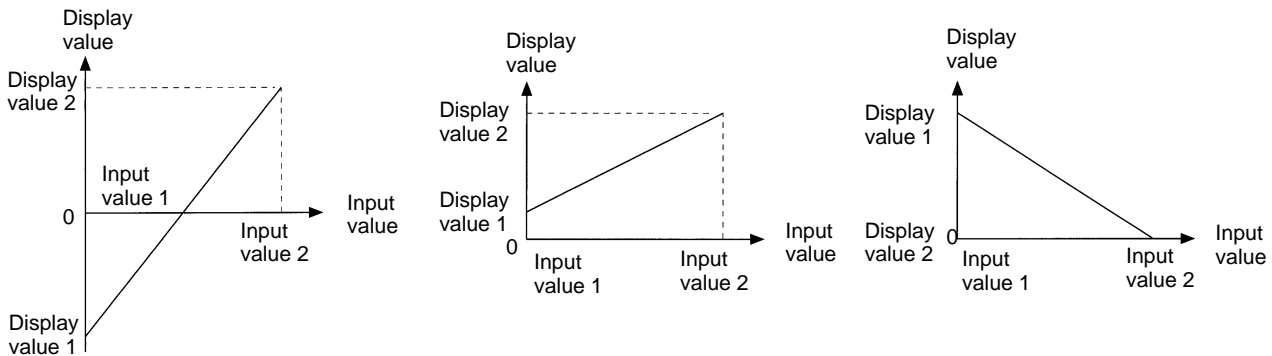 Display
value
Display
value 2
Input
value 1
0
Input
value
Input
value 2
Display
value 1
Display
value
Display
value 2
Display
value 1
0
Input
value
Input
value 1
Input
value 2
Display
value
Display
value 1
Display
value 2
0
Input
value
Input
value 1
Input
value 2